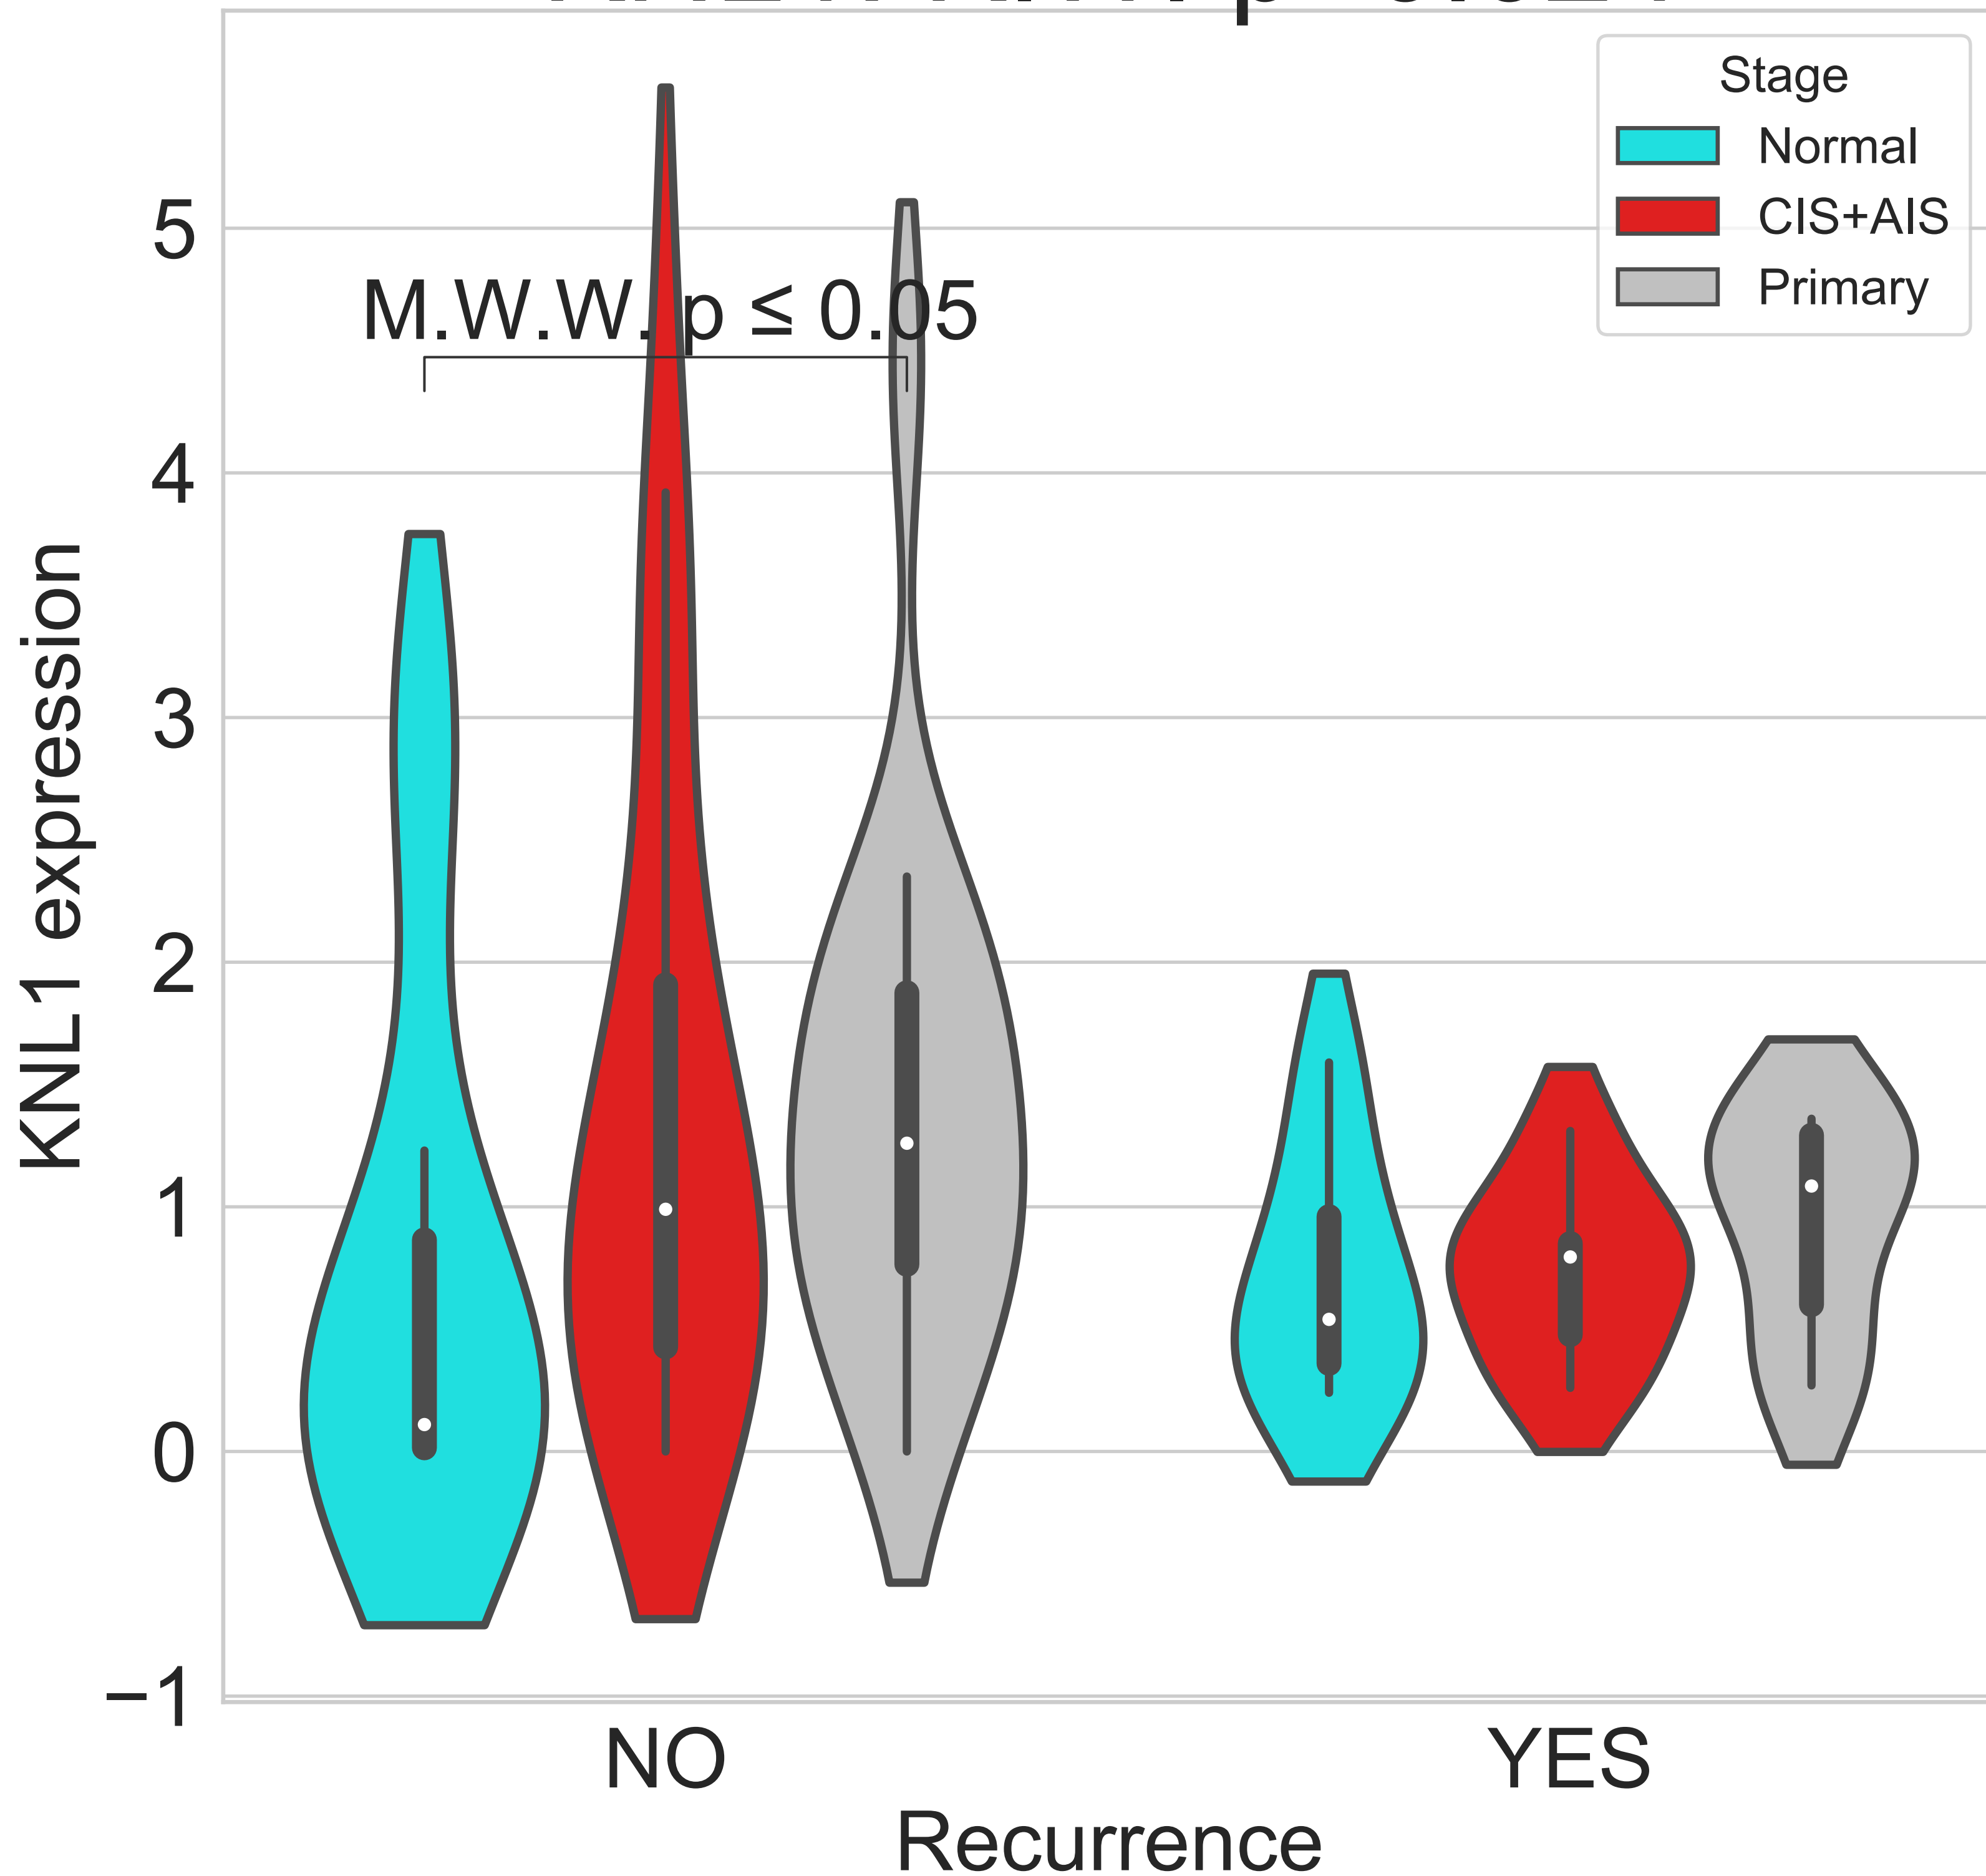 Stage
Normal
CIS+AIS
Primary
M.W.W. p ≤ 0.05
5
4
3
2
1
0
−1
KNL1 expression
NO
YES
Recurrence